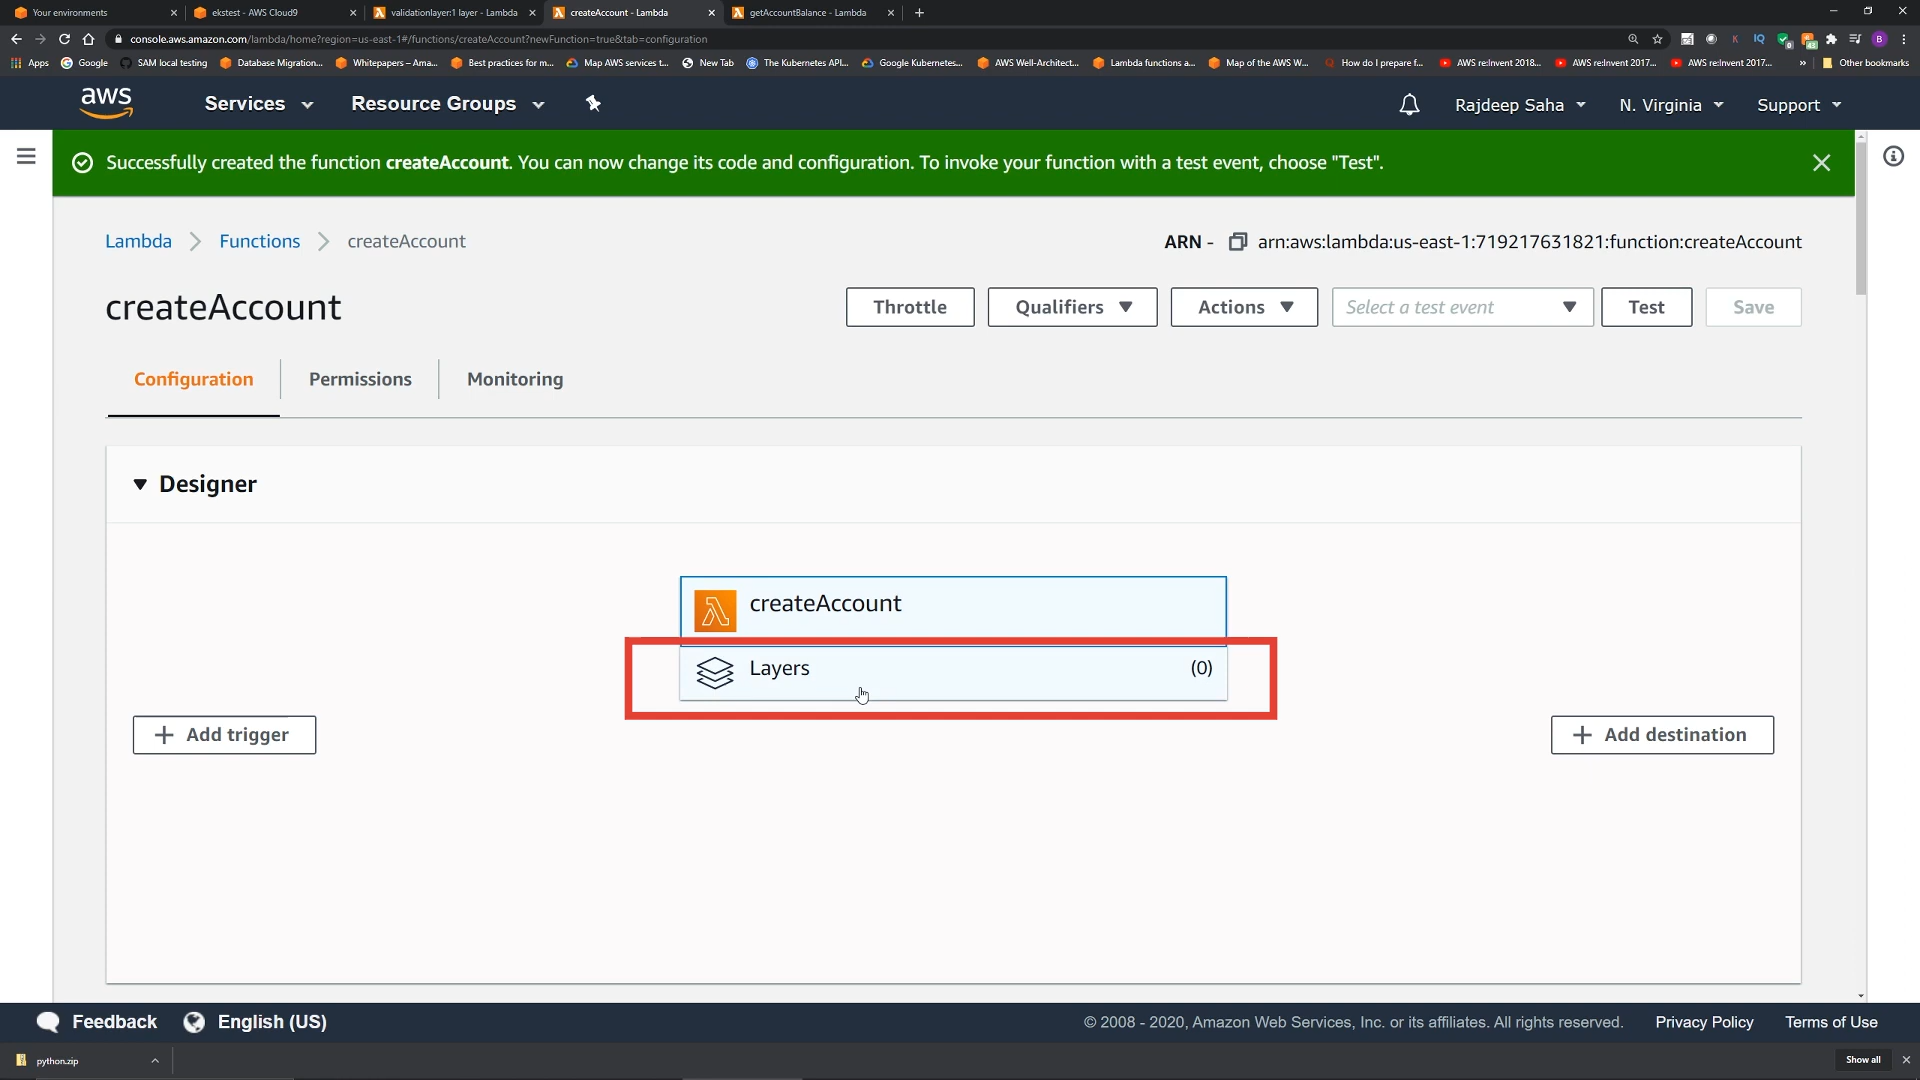 Your environments
ekstest - AWS Cloud9
validationlayer:1 layer - Lambda
createAccount - Lambda
getAccountBalance - Lambda
console.aws.amazon.com/lambda/home?region=us-east-1#/functions/createAccount?newFunction=true&tab=configuration
Apps
Google
SAM local testing
Database Migration...
Whitepapers – Ama...
Best practices for m...
Map AWS services t...
New Tab
The Kubernetes API...
Google Kubernetes...
AWS Well-Architect...
Lambda functions a...
Map of the AWS W...
How do I prepare f...
AWS re:Invent 2018...
AWS re:Invent 2017...
AWS re:Invent 2017...
Other bookmarks
aws
Services
Resource Groups
Rajdeep Saha
N. Virginia
Support
Successfully created the function createAccount. You can now change its code and configuration. To invoke your function with a test event, choose "Test".
Lambda
Functions
createAccount
ARN - arn:aws:lambda:us-east-1:719217631821:function:createAccount
createAccount
Throttle
Qualifiers
Actions
Select a test event
Test
Save
Configuration
Permissions
Monitoring
Designer
createAccount
Layers
(0)
+ Add trigger
+ Add destination
Feedback
English (US)
© 2008 - 2020, Amazon Web Services, Inc. or its affiliates. All rights reserved.
Privacy Policy
Terms of Use
python.zip
Show all